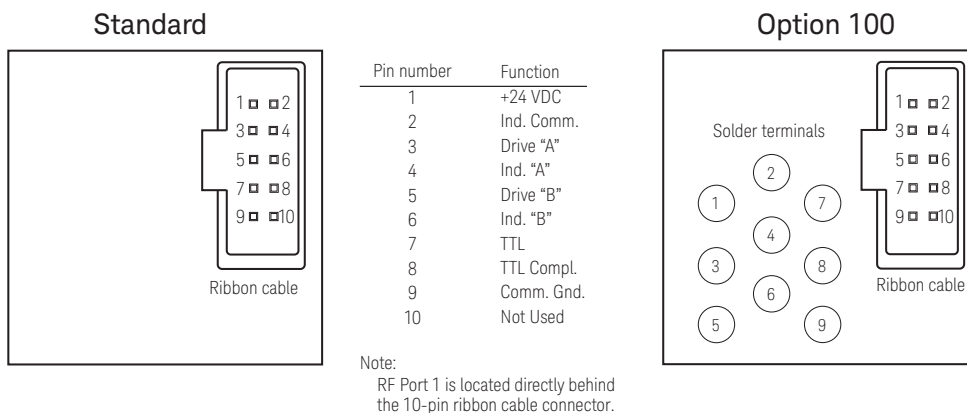 Standard
1 2
3 4
5 6
7 8
9 10
Ribbon cable
Pin number Function
1 +24 VDC
2 Ind. Comm.
3 Drive “A”
4 Ind. “A”
5 Drive “B”
6 Ind. “B”
7 TTL
8 TTL Compl.
9 Comm. Gnd.
10 Not Used
Note:
RF Port 1 is located directly behind
the 10-pin ribbon cable connector.
Option 100
Solder terminals
2
1 7
4
3 8
6
5 9
1 2
3 4
5 6
7 8
9 10
Ribbon cable